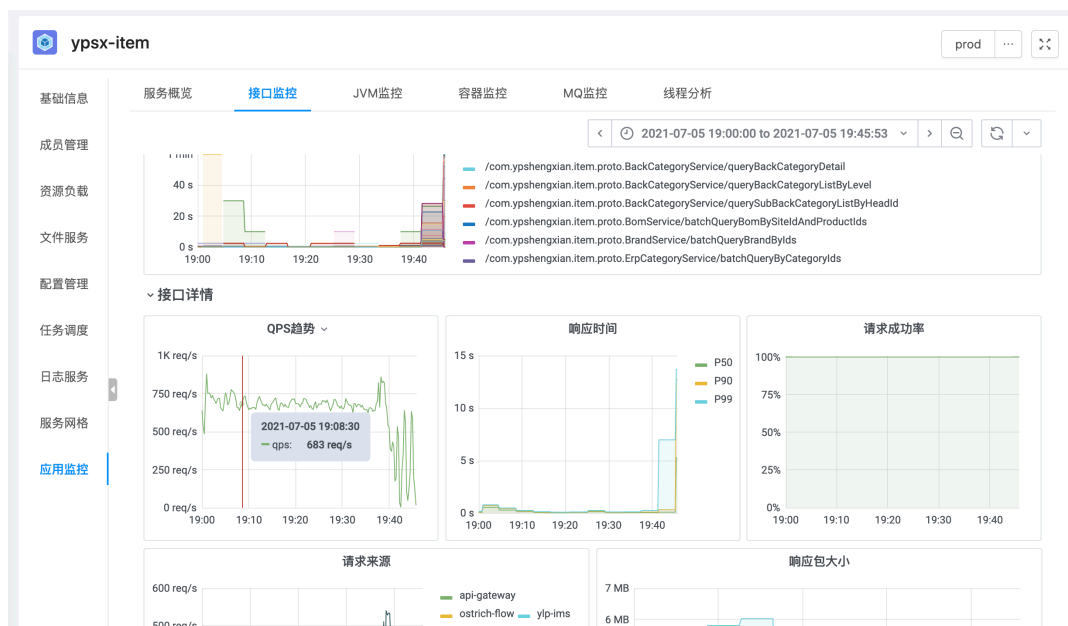 ypsx-item
prod
基础信息
成员管理
资源负载
文件服务
配置管理
任务调度
日志服务
服务网格
应用监控
服务概览 接口监控 JVM监控 容器监控 MQ监控 线程分析
2021-07-05 19:00:00 to 2021-07-05 19:45:53
1 min
40 s
20 s
0 s
19:00 19:10 19:20 19:30 19:40
/com.ypshengxian.item.proto.BackCategoryService/queryBackCategoryDetail
/com.ypshengxian.item.proto.BackCategoryService/queryBackCategoryListByLevel
/com.ypshengxian.item.proto.BackCategoryService/querySubBackCategoryListByHeadId
/com.ypshengxian.item.proto.BomService/batchQueryBomBySiteIdAndProductIds
/com.ypshengxian.item.proto.BrandService/batchQueryBrandByIds
/com.ypshengxian.item.proto.ErpCategoryService/batchQueryByCategoryIds
接口详情
QPS趋势
1K req/s
750 req/s
500 req/s
250 req/s
0 req/s
19:00 19:10 19:20 19:30 19:40
2021-07-05 19:08:30
qps: 683 req/s
响应时间
15 s
10 s
5 s
0 s
19:00 19:10 19:20 19:30 19:40
P50
P90
P99
请求成功率
100%
75%
50%
25%
0%
19:00 19:10 19:20 19:30 19:40
请求来源
600 req/s
500 req/s
api-gateway
ostrich-flow ylp-ims
响应包大小
7 MB
6 MB